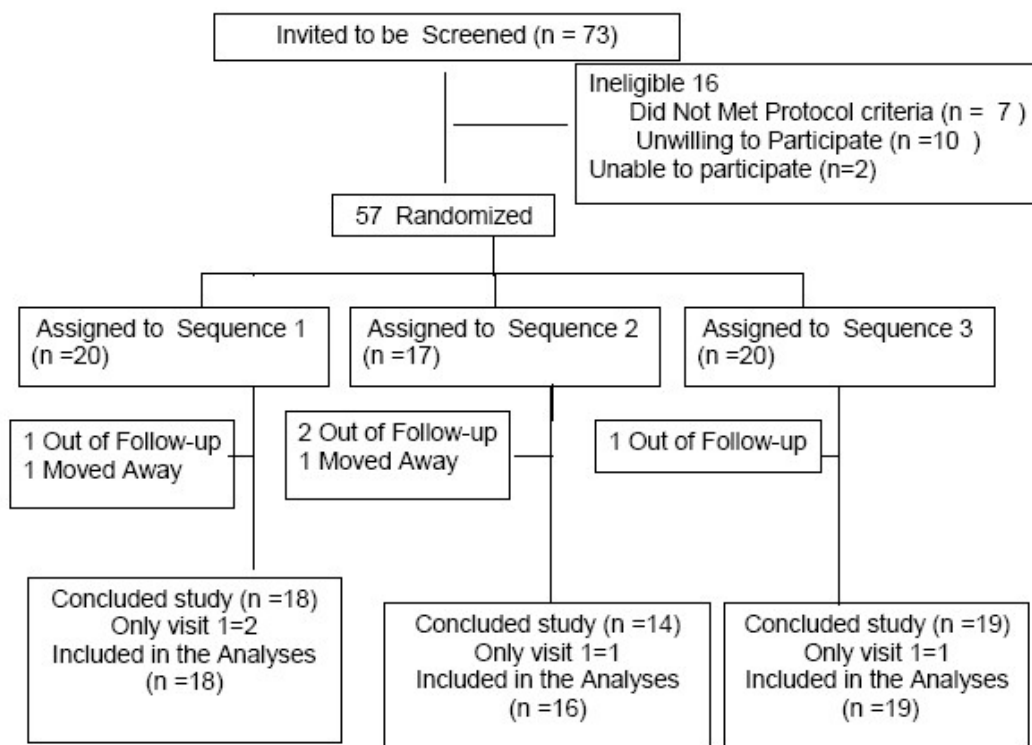 Invited to be Screened (n = 73)
Ineligible 16
Did Not Met Protocol criteria (n = 7 )
Unwilling to Participate (n =10 )
Unable to participate (n=2)
57 Randomized
Assigned to Sequence 1
(n =20)
Assigned to Sequence 2
(n =17)
Assigned to Sequence 3
(n =20)
1 Out of Follow-up
1 Moved Away
2 Out of Follow-up
1 Moved Away
1 Out of Follow-up
Concluded study (n =18)
Only visit 1=2
Included in the Analyses
(n =18)
Concluded study (n =14)
Only visit 1=1
Included in the Analyses
(n =16)
Concluded study (n =19)
Only visit 1=1
Included in the Analyses
(n =19)